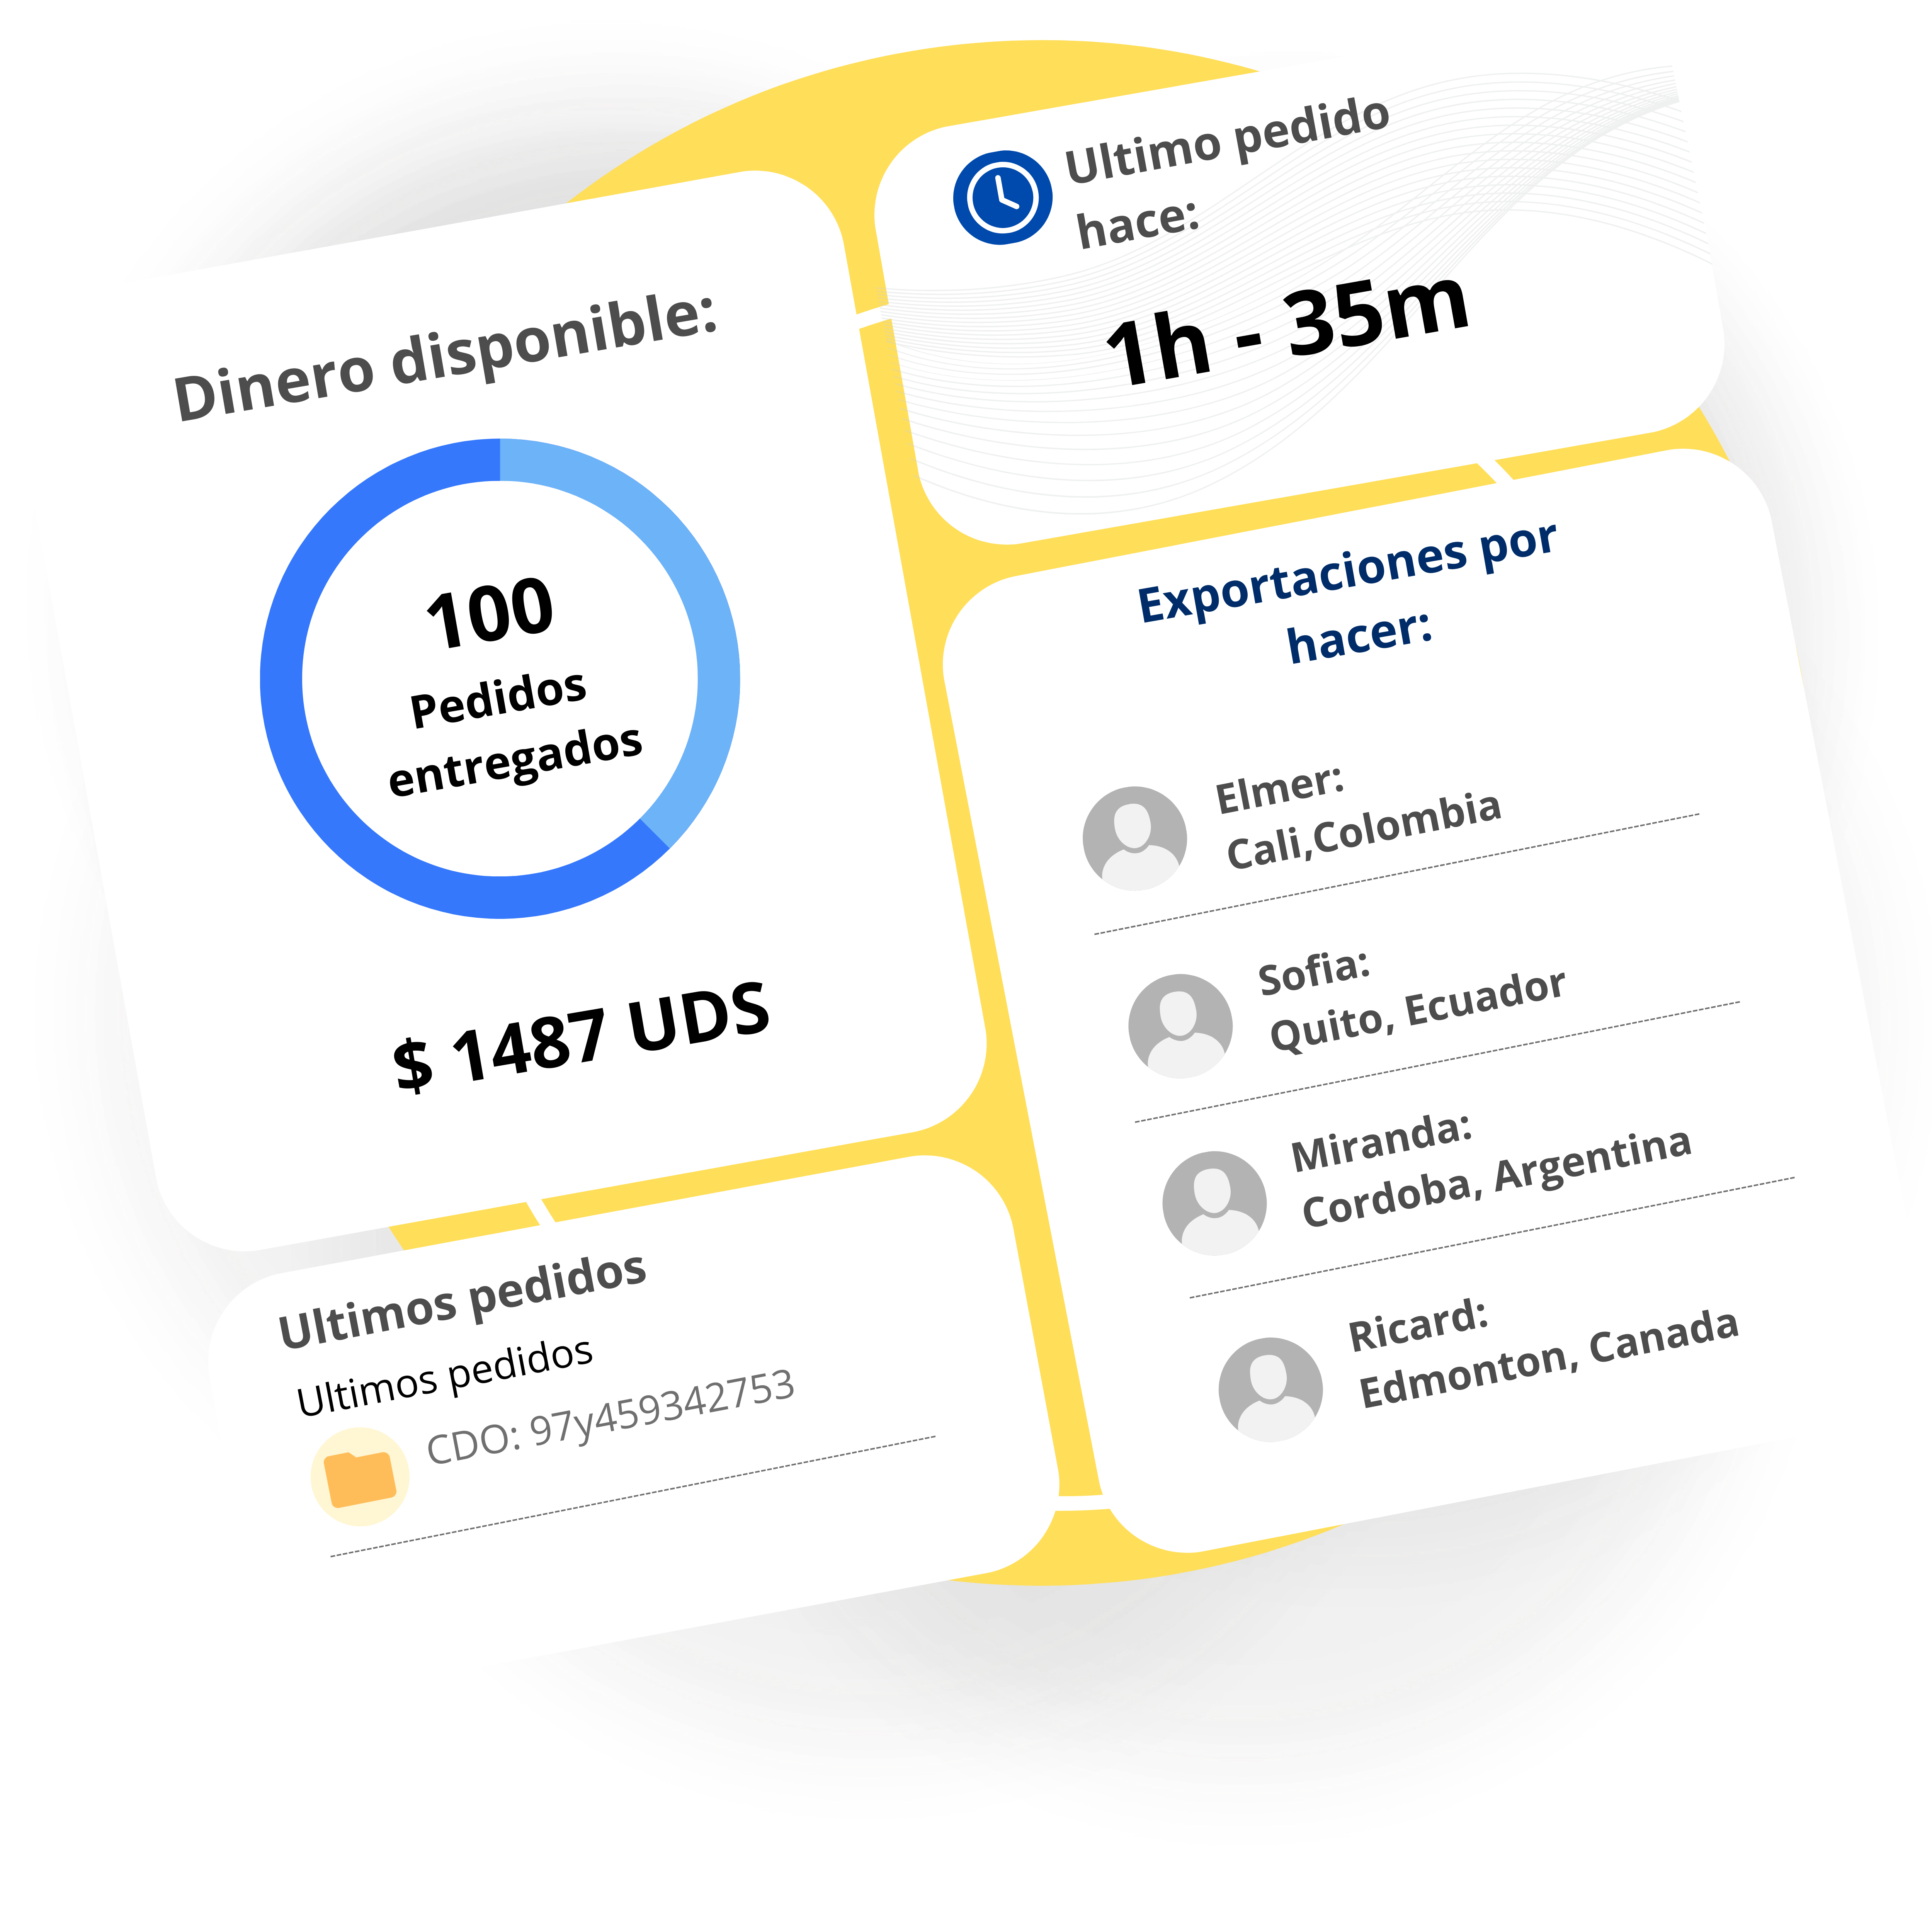 Dinero disponible:
100
Pedidos
entregados
$ 1487 UDS
Ultimo pedido
hace:
1h - 35m
Exportaciones por
hacer:
Elmer:
Cali,Colombia
Sofia:
Quito, Ecuador
Miranda:
Cordoba, Argentina
Ricard:
Edmonton, Canada
Ultimos pedidos
Ultimos pedidos
CDO: 97y459342753